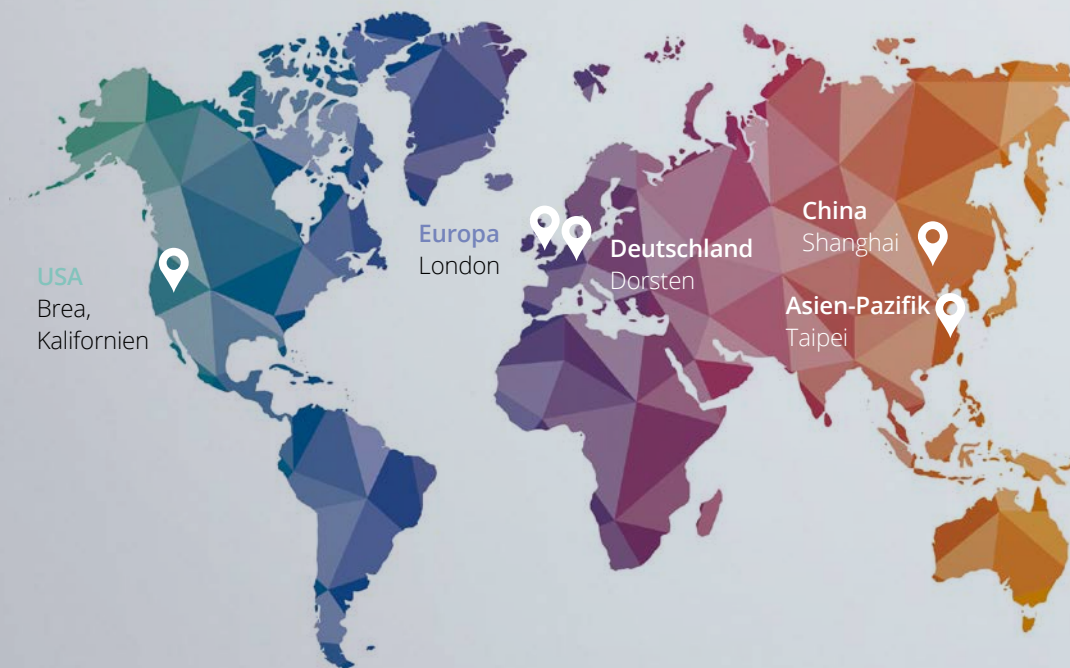 USA
Brea,
Kalifornien
Europa
London
Deutschland
Dorsten
China
Shanghai
Asien-Pazifik
Taipei